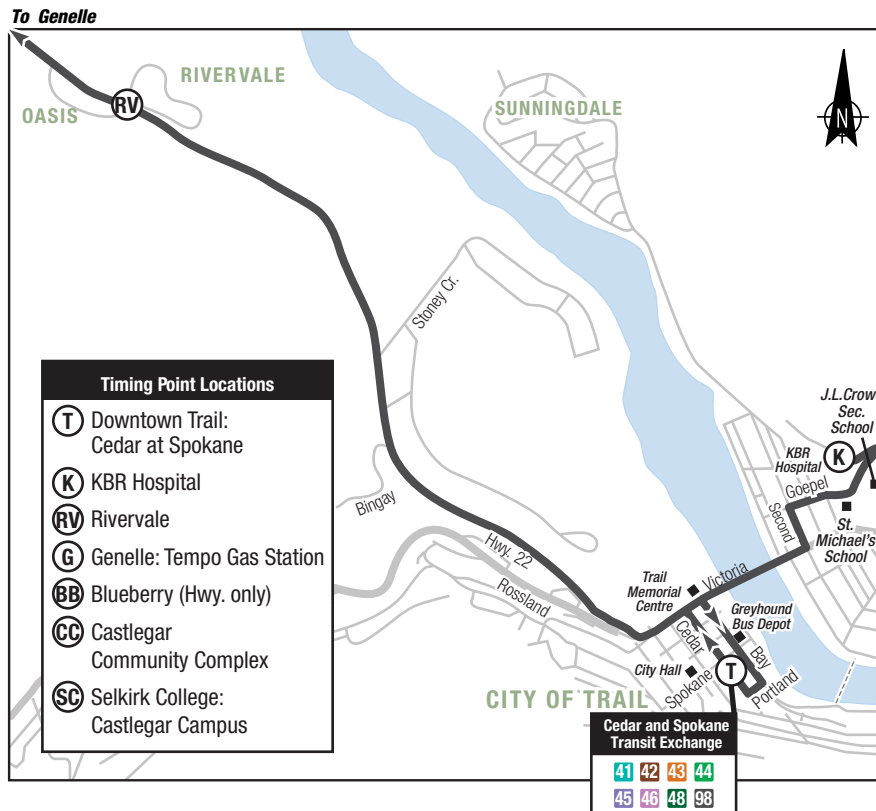 To Genelle
RIVERVALE
OASIS
RV
SUNNINGDALE
N
Stoney Cr.
Timing Point Locations
T Downtown Trail:
Cedar at Spokane
K KBR Hospital
RV Rivervale
G Genelle: Tempo Gas Station
BB Blueberry (Hwy. only)
CC Castlegar
Community Complex
SC Selkirk College:
Castlegar Campus
J.L.Crow
Sec.
School
KBR
Hospital
K
Goepel
Second
St.
Michael's
School
Bingay
Hwy. 22
Rossland
Trail
Memorial
Centre
Victoria
Greyhound
Bus Depot
Cedar
Bay
City Hall
Spokane
T
Portland
CITY OF TRAIL
Cedar and Spokane
Transit Exchange
41 42 43 44
45 46 48 98